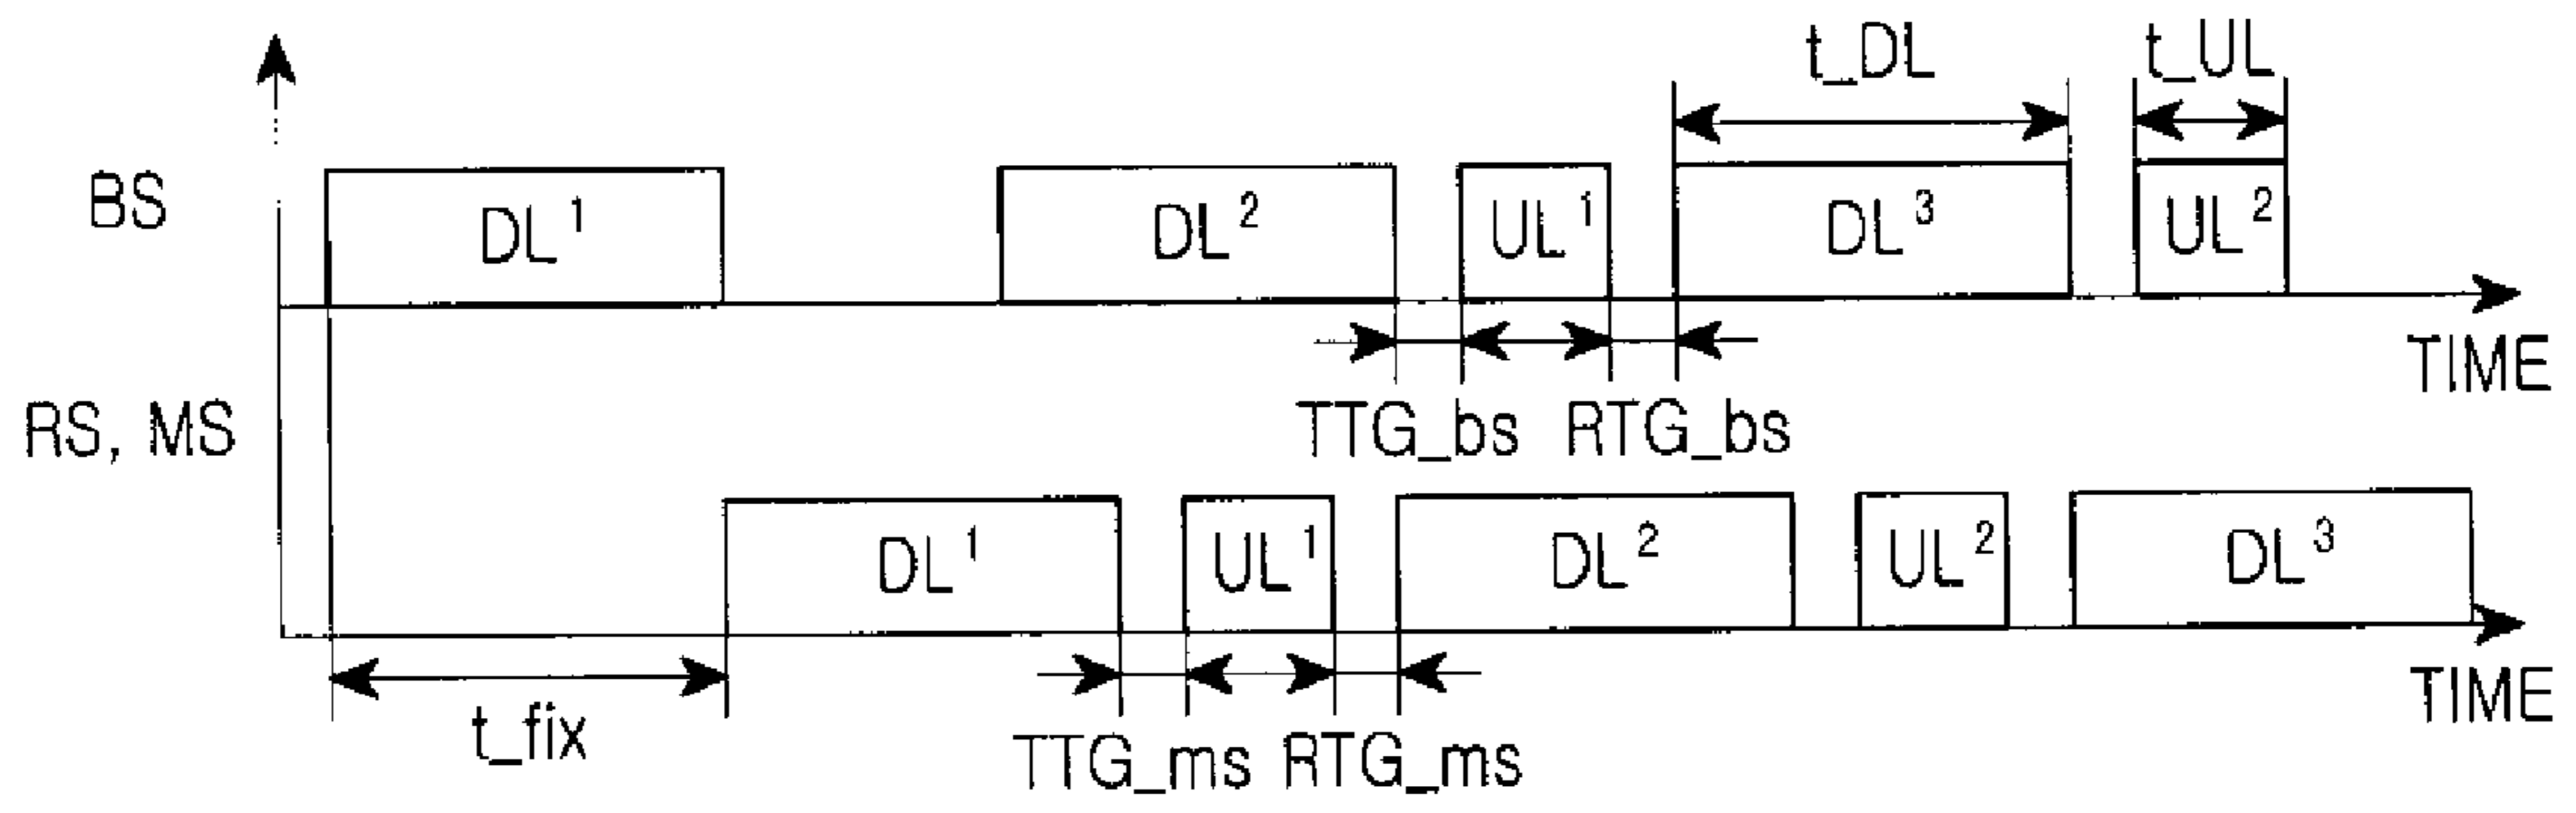 t_DL t_UL
BS DL¹ DL² UL¹ DL³ UL²
TIME
TTG_bs RTG_bs
RS, MS
DL¹ UL¹ DL² UL² DL³
TIME
t_fix TTG_ms RTG_ms